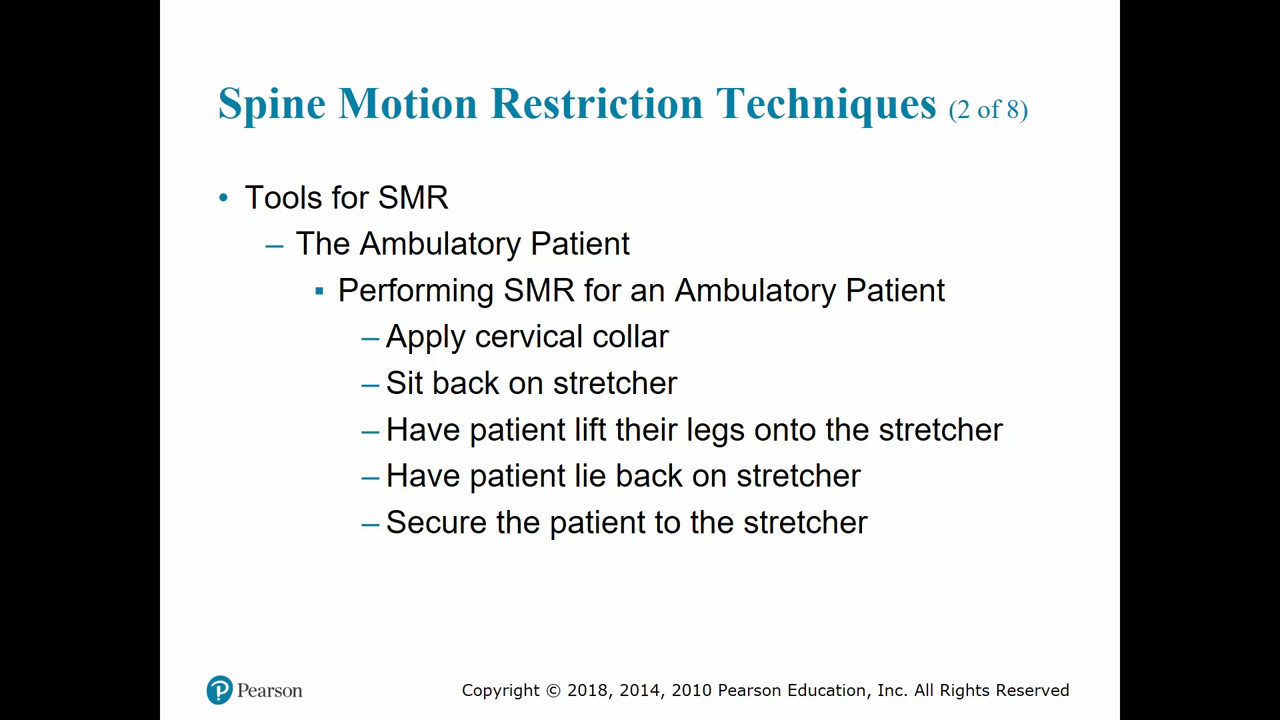 Spine Motion Restriction Techniques (2 of 8)
• Tools for SMR
– The Ambulatory Patient
▪ Performing SMR for an Ambulatory Patient
– Apply cervical collar
– Sit back on stretcher
– Have patient lift their legs onto the stretcher
– Have patient lie back on stretcher
– Secure the patient to the stretcher
Pearson
Copyright © 2018, 2014, 2010 Pearson Education, Inc. All Rights Reserved